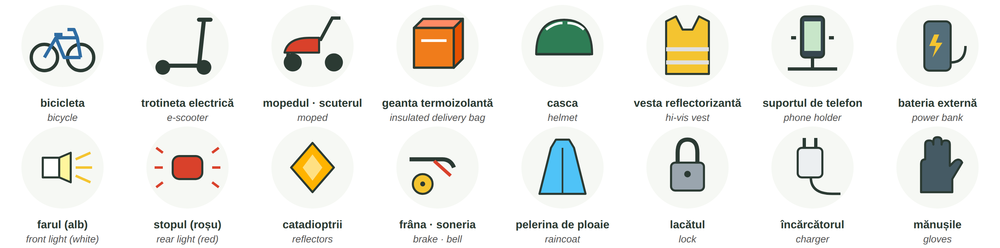 bicicleta
bicycle
trotineta electrică
e-scooter
mopedul · scuterul
moped
geanta termoizolantă
insulated delivery bag
casca
helmet
vesta reflectorizantă
hi-vis vest
suportul de telefon
phone holder
bateria externă
power bank
farul (alb)
front light (white)
stopul (roșu)
rear light (red)
catadioptrii
reflectors
frâna · soneria
brake · bell
pelerina de ploaie
raincoat
lacătul
lock
încărcătorul
charger
mănușile
gloves